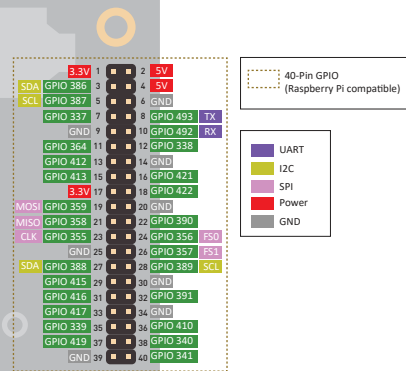 3.3V 1 2 5V
SDA GPIO 386 3 4 5V
SCL GPIO 387 5 6 GND
GPIO 337 7 8 GPIO 493 TX
GND 9 10 GPIO 492 RX
GPIO 364 11 12 GPIO 338
GPIO 412 13 14 GND
GPIO 413 15 16 GPIO 421
3.3V 17 18 GPIO 422
MOSI GPIO 359 19 20 GND
MISO GPIO 358 21 22 GPIO 390
CLK GPIO 355 23 24 GPIO 356 FS0
GND 25 26 GPIO 357 FS1
SDA GPIO 388 27 28 GPIO 389 SCL
GPIO 415 29 30 GND
GPIO 416 31 32 GPIO 391
GPIO 417 33 34 GND
GPIO 339 35 36 GPIO 410
GPIO 419 37 38 GPIO 340
GND 39 40 GPIO 341
40-Pin GPIO
(Raspberry Pi compatible)
UART
I2C
SPI
Power
GND